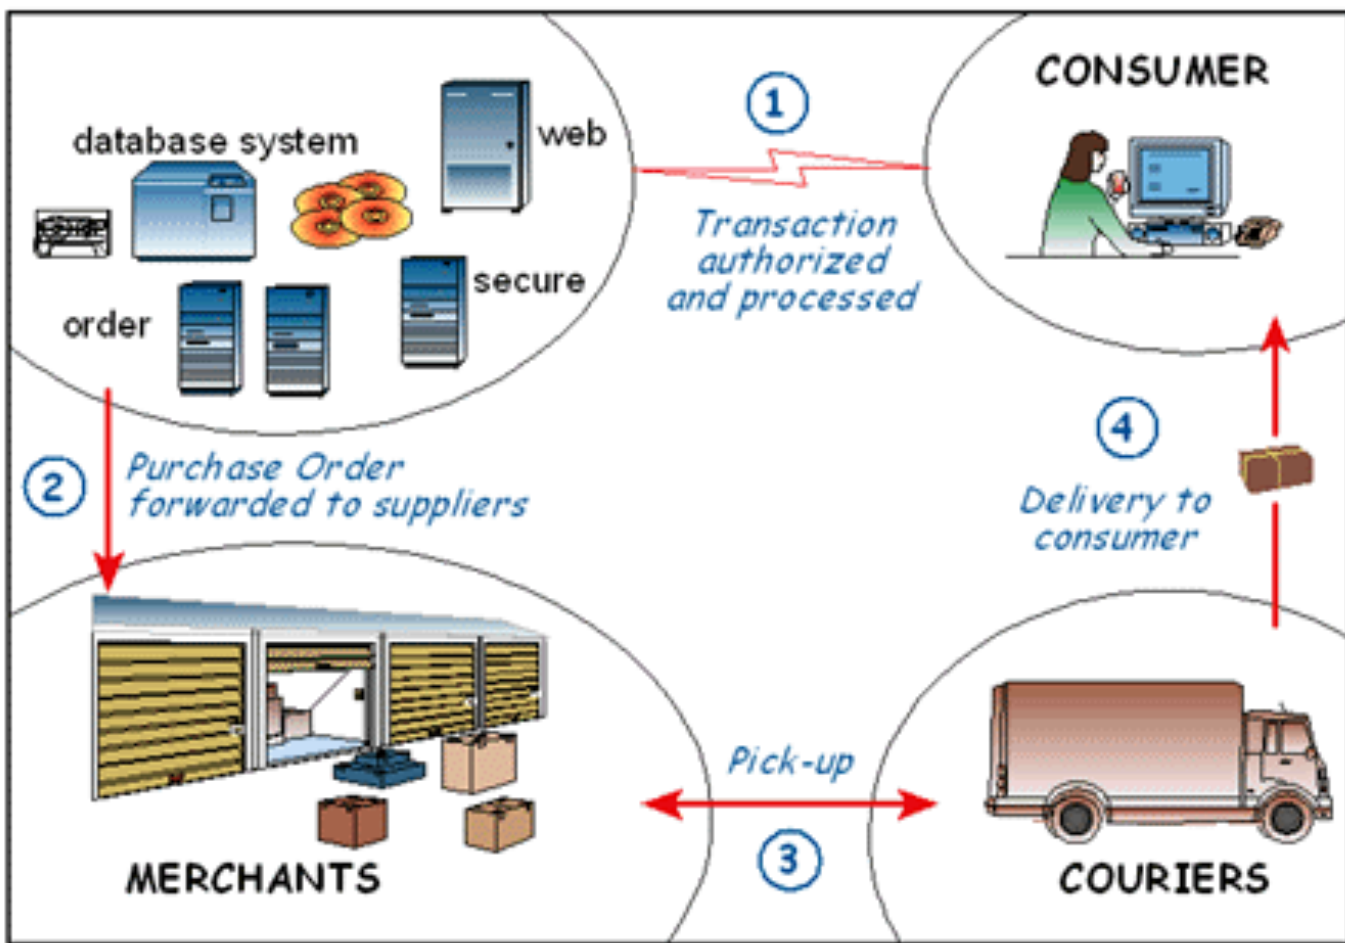 CONSUMER
1
web
database system
Transaction
authorized
and processed
secure
order
4
2
Purchase Order
forwarded to suppliers
Delivery to
consumer
Pick-up
3
MERCHANTS
COURIERS